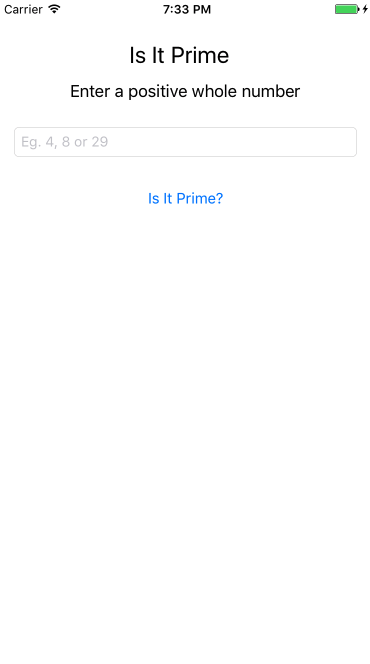 Carrier 7:33 PM
Is It Prime
Enter a positive whole number
Eg. 4, 8 or 29
Is It Prime?